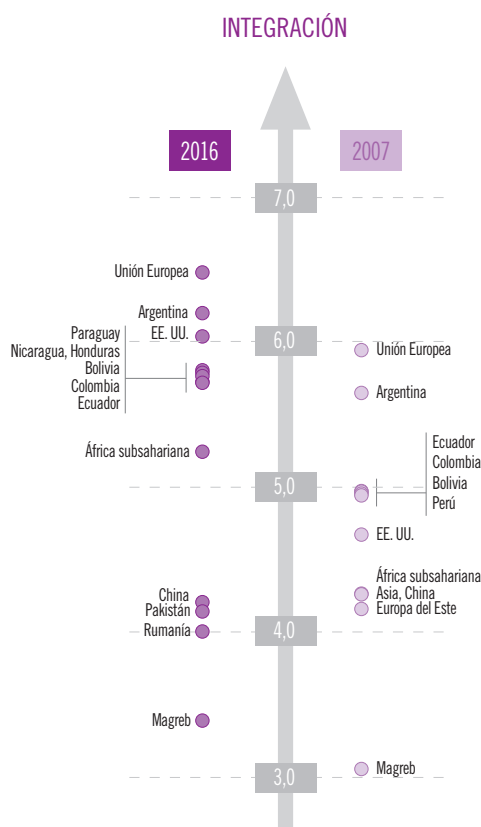 INTEGRACIÓN
2016
2007
7,0
Unión Europea
Argentina
EE. UU.
Paraguay
Nicaragua, Honduras
Bolivia
Colombia
Ecuador
6,0
Unión Europea
Argentina
África subsahariana
5,0
Ecuador
Colombia
Bolivia
Perú
EE. UU.
China
Pakistán
Rumanía
4,0
África subsahariana
Asia, China
Europa del Este
Magreb
3,0
Magreb